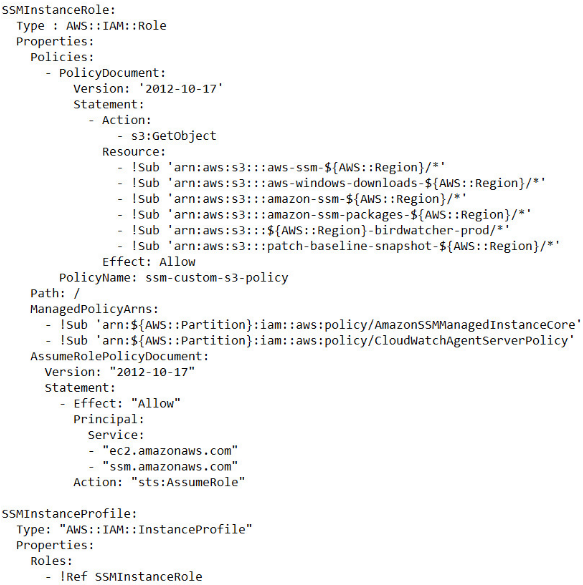 SSMInstanceRole:
  Type : AWS::IAM::Role
  Properties:
    Policies:
      - PolicyDocument:
          Version: '2012-10-17'
          Statement:
            - Action:
                - s3:GetObject
              Resource:
                - !Sub 'arn:aws:s3:::aws-ssm-${AWS::Region}/*'
                - !Sub 'arn:aws:s3:::aws-windows-downloads-${AWS::Region}/*'
                - !Sub 'arn:aws:s3:::amazon-ssm-${AWS::Region}/*'
                - !Sub 'arn:aws:s3:::amazon-ssm-packages-${AWS::Region}/*'
                - !Sub 'arn:aws:s3:::${AWS::Region}-birdwatcher-prod/*'
                - !Sub 'arn:aws:s3:::patch-baseline-snapshot-${AWS::Region}/*'
              Effect: Allow
        PolicyName: ssm-custom-s3-policy
    Path: /
    ManagedPolicyArns:
      - !Sub 'arn:${AWS::Partition}:iam::aws:policy/AmazonSSMManagedInstanceCore'
      - !Sub 'arn:${AWS::Partition}:iam::aws:policy/CloudWatchAgentServerPolicy'
    AssumeRolePolicyDocument:
      Version: "2012-10-17"
      Statement:
        - Effect: "Allow"
          Principal:
            Service:
            - "ec2.amazonaws.com"
            - "ssm.amazonaws.com"
          Action: "sts:AssumeRole"

SSMInstanceProfile:
  Type: "AWS::IAM::InstanceProfile"
  Properties:
    Roles:
      - !Ref SSMInstanceRole